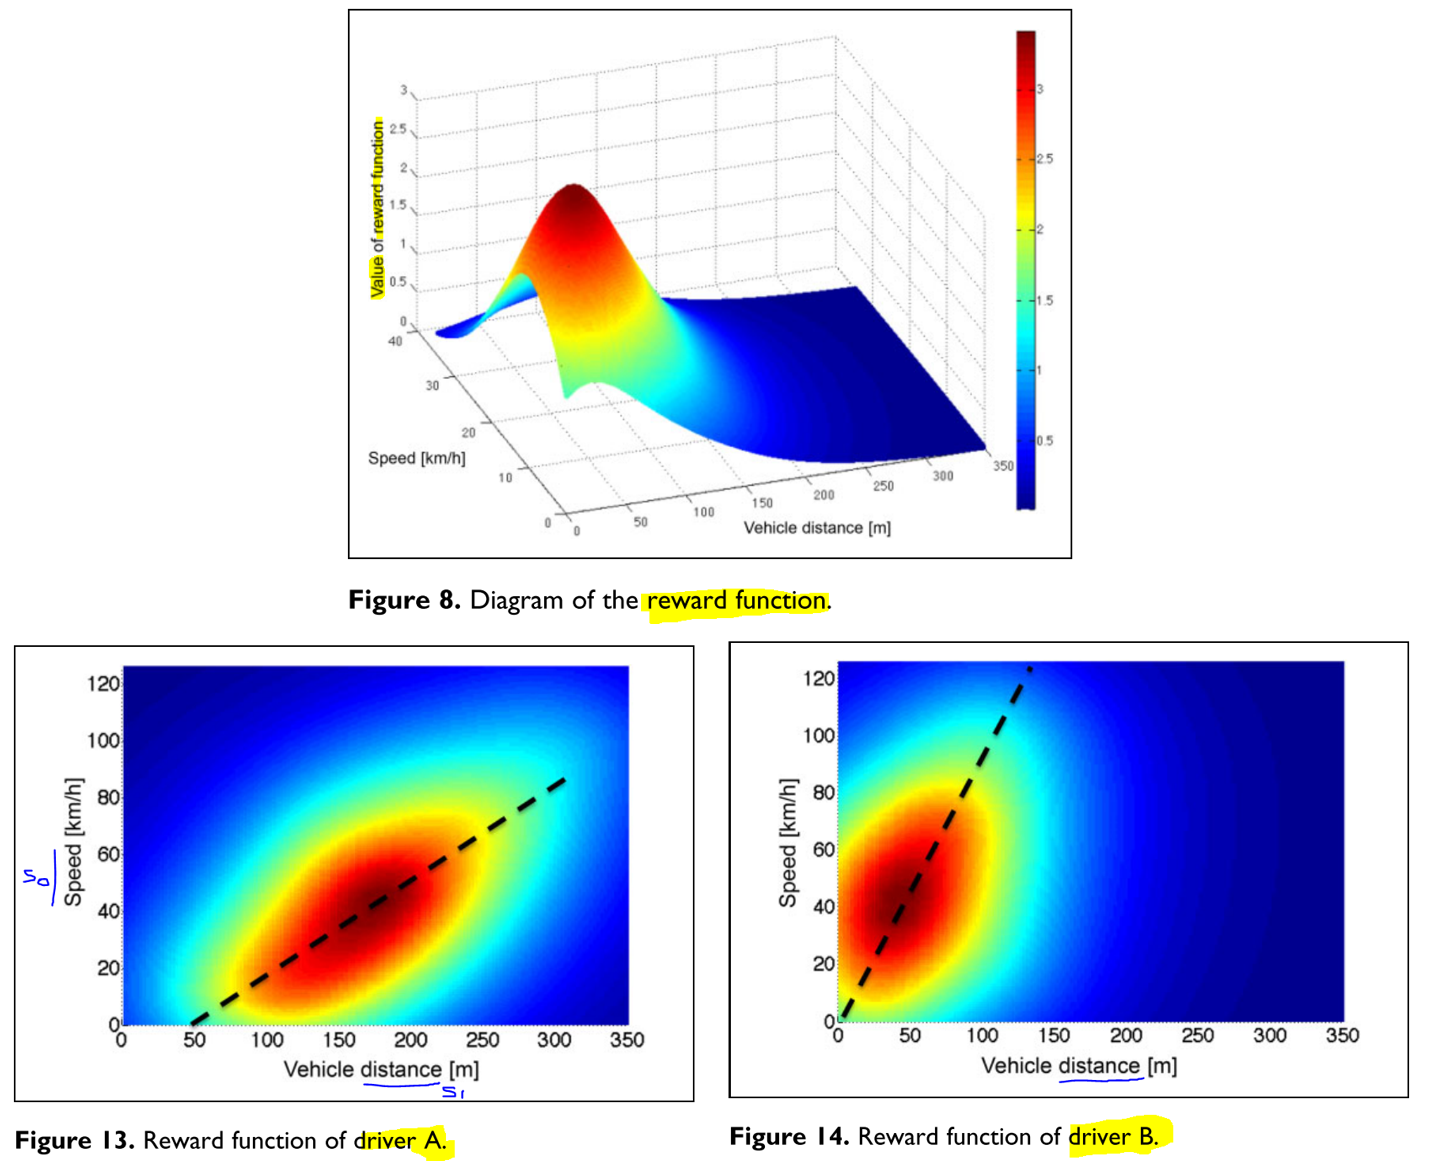 3
2.5
2
1.5
1
0.5
0
Value of reward function
40
30
20
10
0
Speed [km/h]
0
50
100
150
200
250
300
350
Vehicle distance [m]
3
2.5
2
1.5
1
0.5
Figure 8. Diagram of the reward function.
120
100
80
60
40
20
0
Speed [km/h]
S0
0 50 100 150 200 250 300 350
Vehicle distance [m]
S1
Figure 13. Reward function of driver A.
120
100
80
60
40
20
0
Speed [km/h]
0 50 100 150 200 250 300 350
Vehicle distance [m]
Figure 14. Reward function of driver B.